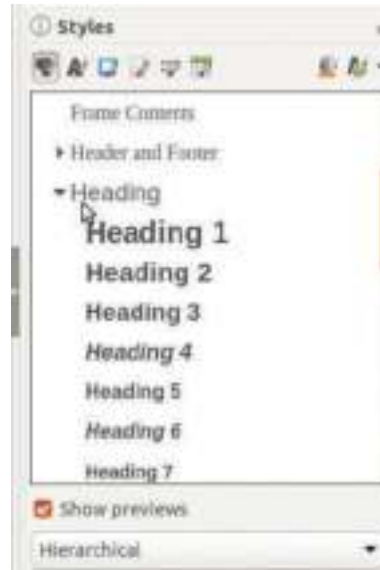 Styles
Frame Contents
Header and Footer
Heading
Heading 1
Heading 2
Heading 3
Heading 4
Heading 5
Heading 6
Heading 7
Show previews
Hierarchical